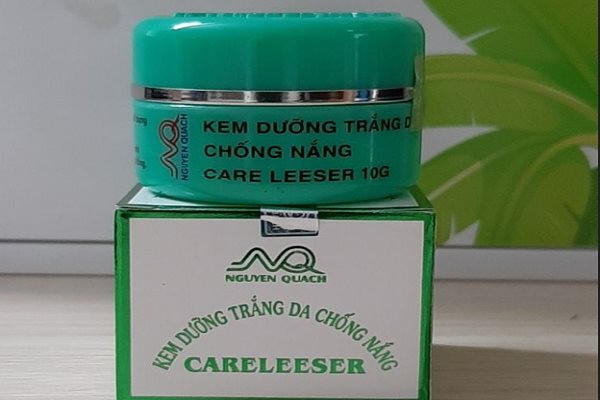 KEM DƯỠNG TRẮNG D
CHỐNG NẮNG
CARE LEESER 10G
NGUYEN QUACH
NQ
NGUYEN QUACH
KEM DƯỠNG TRẮNG DA CHỐNG NẮNG
CARELEESER